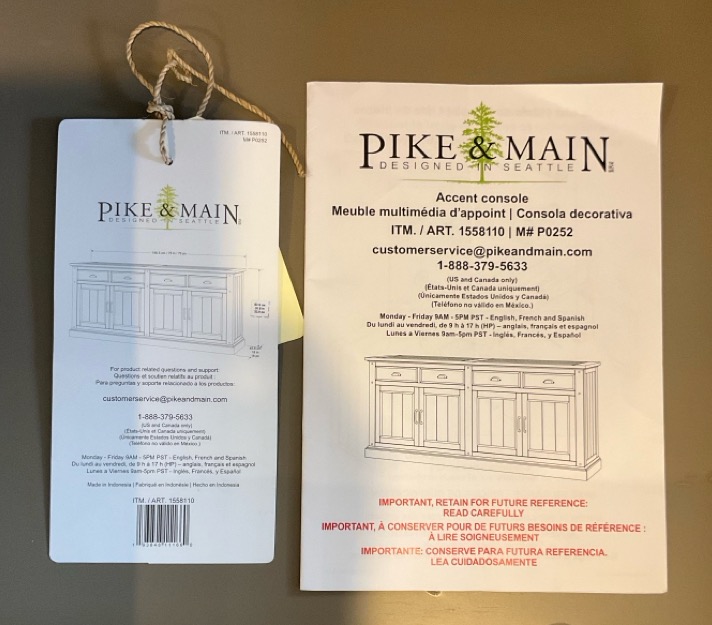 ITM. / ART. 1558110
M# P0252
PIKE & MAIN
DESIGNED IN SEATTLE
For product related questions and support:
Questions et soutien relatifs au produit :
Para preguntas y soporte relacionado a los productos:
customerservice@pikeandmain.com
1-888-379-5633
(US and Canada only)
(États-Unis et Canada uniquement)
(Únicamente Estados Unidos y Canadá)
(Teléfono no válido en México.)
Monday - Friday 9AM - 5PM PST - English, French and Spanish
Du lundi au vendredi, de 9 h à 17 h (HP) – anglais, français et espagnol
Lunes a Viernes 9am-5pm PST - Inglés, Francés, y Español
Made in Indonesia | Fabriqué en Indonésie | Hecho en Indonesia
ITM. / ART. 1558110
PIKE & MAIN
DESIGNED IN SEATTLE
Accent console
Meuble multimédia d'appoint | Consola decorativa
ITM. / ART. 1558110 | M# P0252
customerservice@pikeandmain.com
1-888-379-5633
(US and Canada only)
(États-Unis et Canada uniquement)
(Únicamente Estados Unidos y Canadá)
(Teléfono no válido en México.)
Monday - Friday 9AM - 5PM PST - English, French and Spanish
Du lundi au vendredi, de 9 h à 17 h (HP) – anglais, français et espagnol
Lunes a Viernes 9am-5pm PST - Inglés, Francés, y Español
IMPORTANT, RETAIN FOR FUTURE REFERENCE:
READ CAREFULLY
IMPORTANT, À CONSERVER POUR DE FUTURS BESOINS DE RÉFÉRENCE :
À LIRE SOIGNEUSEMENT
IMPORTANTE: CONSERVE PARA FUTURA REFERENCIA.
LEA CUIDADOSAMENTE